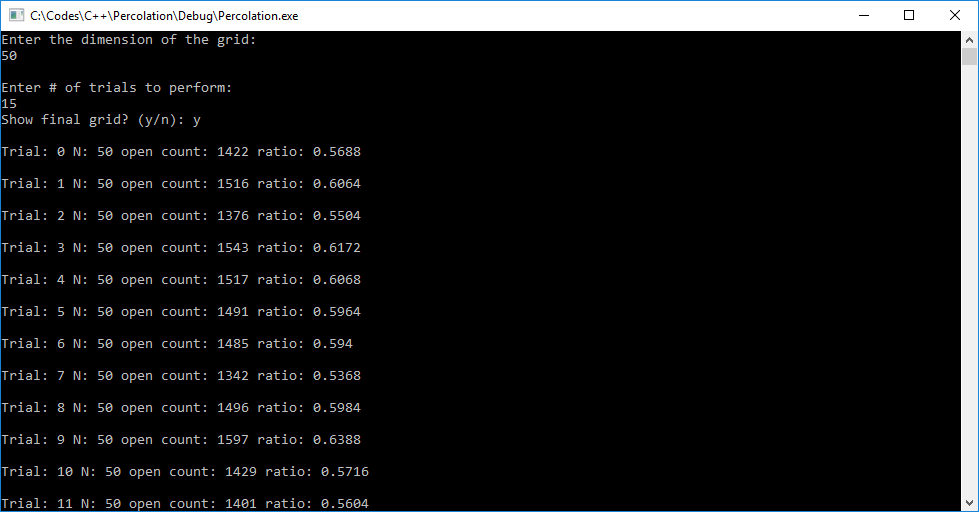 C:\Codes\C++\Percolation\Debug\Percolation.exe
Enter the dimension of the grid:
50
Enter # of trials to perform:
15
Show final grid? (y/n): y
Trial: 0 N: 50 open count: 1422 ratio: 0.5688
Trial: 1 N: 50 open count: 1516 ratio: 0.6064
Trial: 2 N: 50 open count: 1376 ratio: 0.5504
Trial: 3 N: 50 open count: 1543 ratio: 0.6172
Trial: 4 N: 50 open count: 1517 ratio: 0.6068
Trial: 5 N: 50 open count: 1491 ratio: 0.5964
Trial: 6 N: 50 open count: 1485 ratio: 0.594
Trial: 7 N: 50 open count: 1342 ratio: 0.5368
Trial: 8 N: 50 open count: 1496 ratio: 0.5984
Trial: 9 N: 50 open count: 1597 ratio: 0.6388
Trial: 10 N: 50 open count: 1429 ratio: 0.5716
Trial: 11 N: 50 open count: 1401 ratio: 0.5604